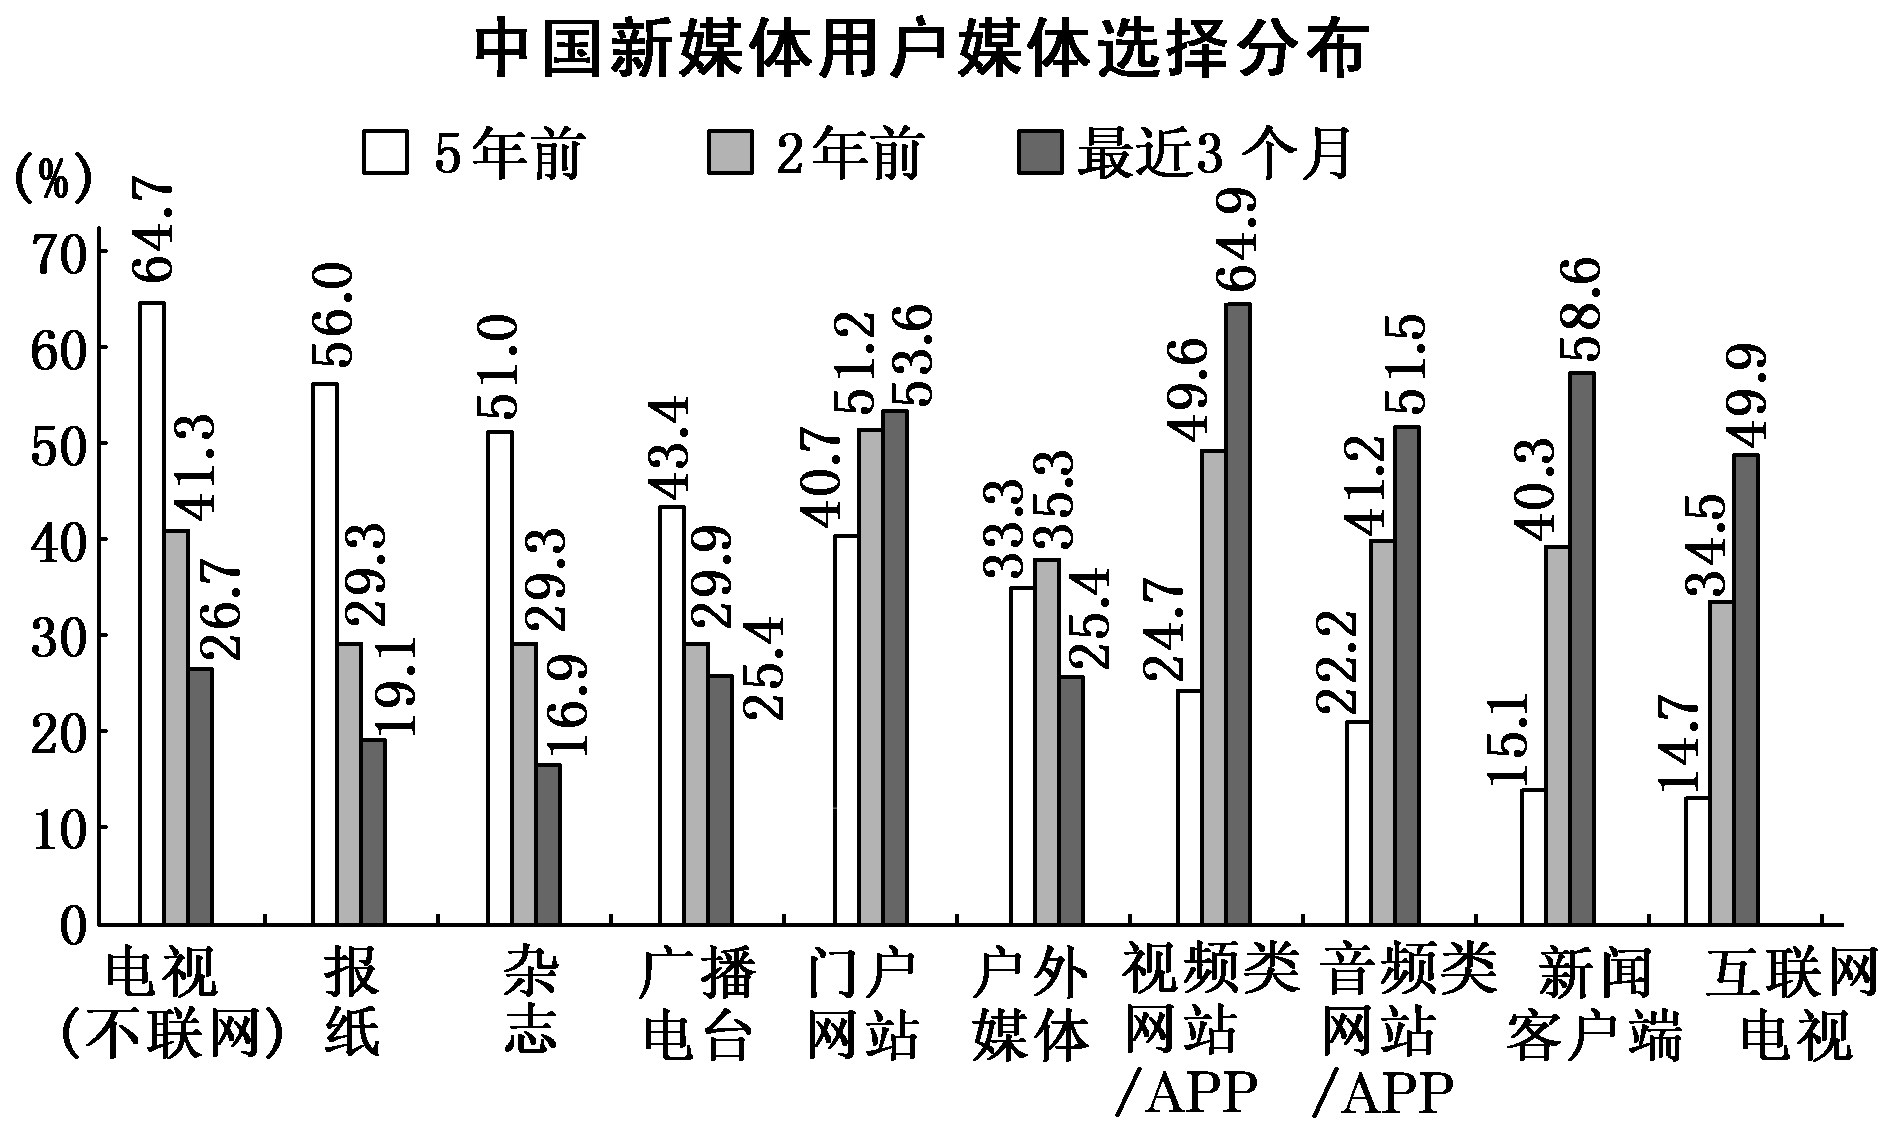 中国新媒体用户媒体选择分布
5年前 2年前 最近3个月
(%)
70
60
50
40
30
20
10
0
64.7 41.3 26.7
56.0 29.3 19.1
51.0 29.3 16.9
43.4 29.9 25.4
40.7 51.2 53.6
33.3 35.3 25.4
24.7 49.6 64.9
22.2 41.2 51.5
15.1 40.3 58.6
14.7 34.5 49.9
电视
(不联网)
报
纸
杂
志
广播
电台
门户
网站
户外
媒体
视频类
网站
/APP
音频类
网站
/APP
新闻
客户端
互联网
电视